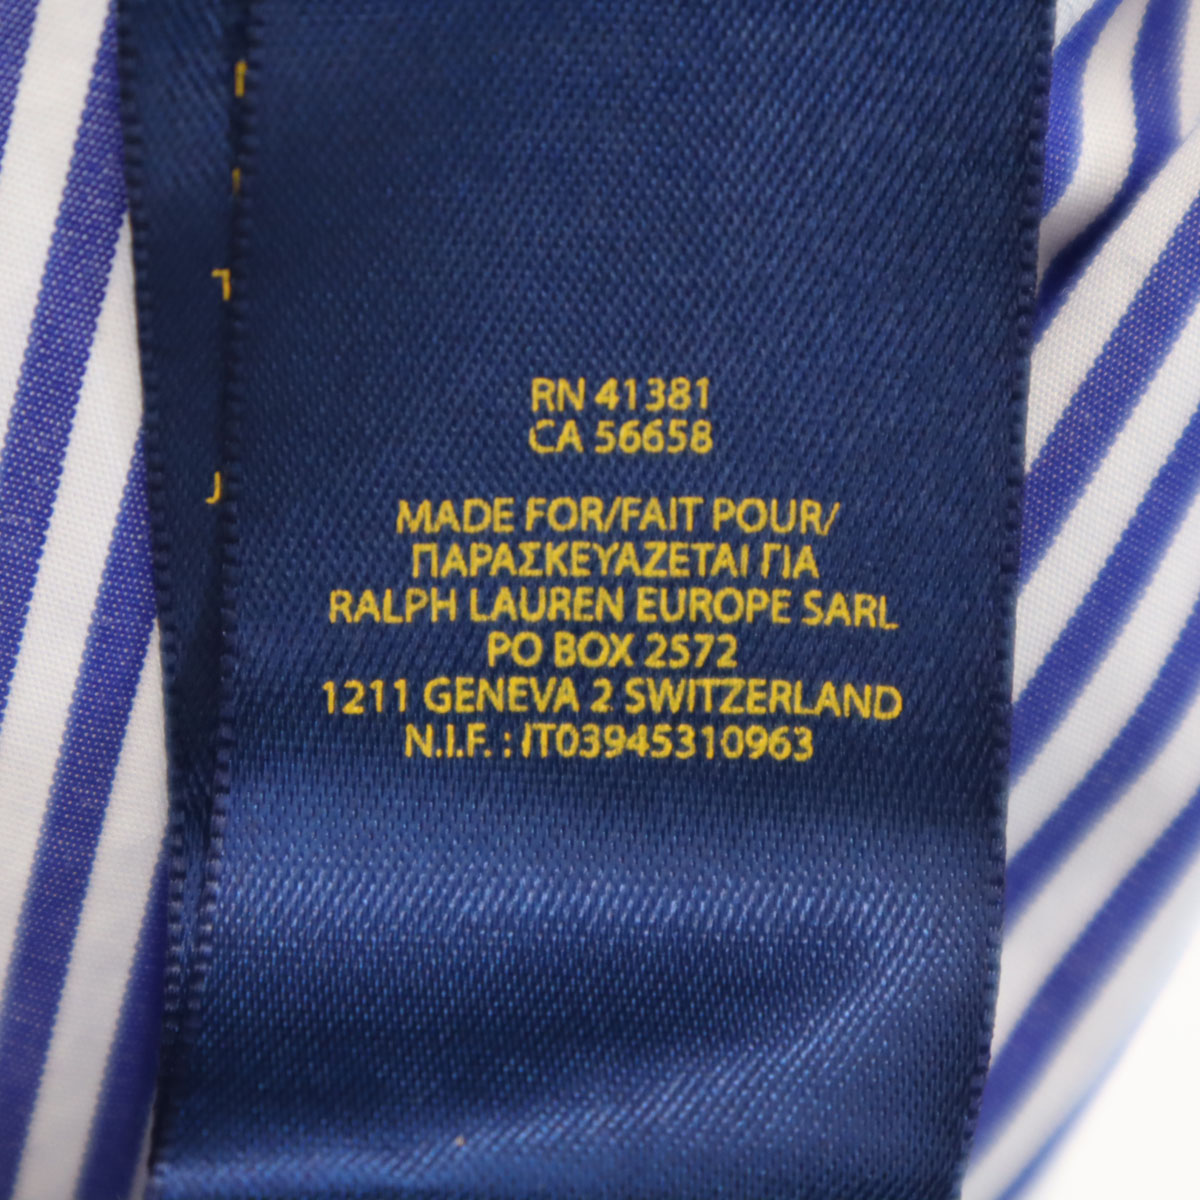 RN 41381
CA 56658
MADE FOR/FAIT POUR/
ΠΑΡΑΣΚΕΥΑΖΕΤΑΙ ΓΙΑ
RALPH LAUREN EUROPE SARL
PO BOX 2572
1211 GENEVA 2 SWITZERLAND
N.I.F. : IT03945310963